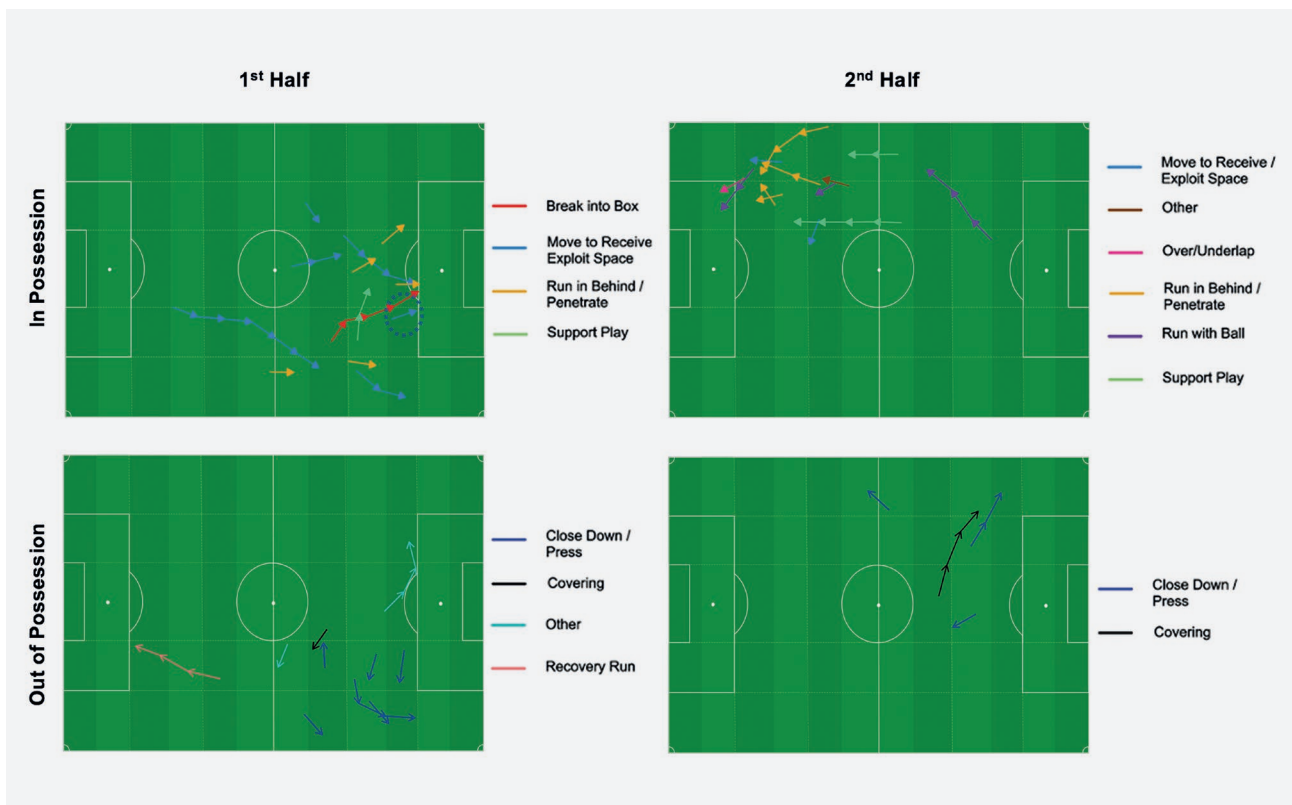 1st Half
2nd Half
In Possession
Break into Box
Move to Receive
Exploit Space
Run in Behind /
Penetrate
Support Play
Move to Receive /
Exploit Space
Other
Over/Underlap
Run in Behind /
Penetrate
Run with Ball
Support Play
Out of Possession
Close Down /
Press
Covering
Other
Recovery Run
Close Down /
Press
Covering